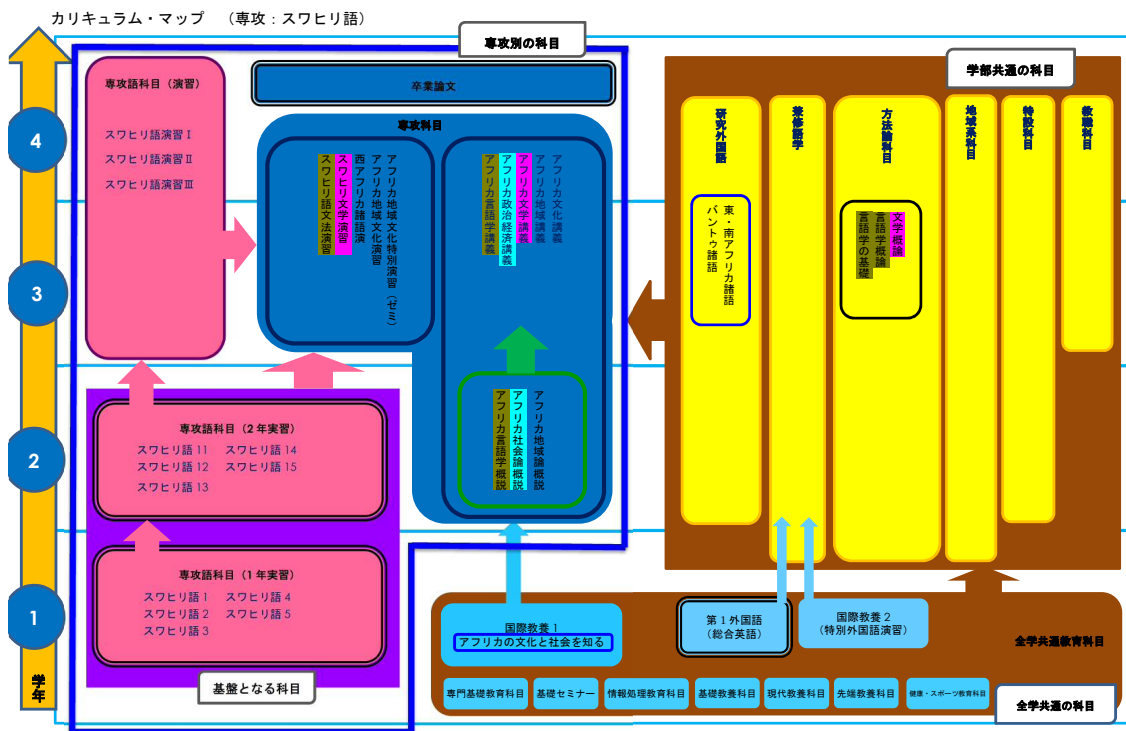 カリキュラム・マップ　（専攻：スワヒリ語）
専攻別の科目
学部共通の科目
4
3
2
1
学年
専攻語科目（演習）
スワヒリ語演習Ⅰ
スワヒリ語演習Ⅱ
スワヒリ語演習Ⅲ
卒業論文
専攻科目
アフリカ地域文化特別演習（ゼミ）
アフリカ地域文化演習
西アフリカ諸語演
スワヒリ文学演習
スワヒリ語文法演習
アフリカ文化講義
アフリカ地域講義
アフリカ文学講義
アフリカ政治経済講義
アフリカ言語学講義
アフリカ地域論概説
アフリカ社会論概説
アフリカ言語学概説
研究外国語
東・南アフリカ諸語
バントゥ諸語
兼修語学
方法論科目
文学概論
言語学概論
言語学の基礎
地域系科目
特設科目
教職科目
専攻語科目（2年実習）
スワヒリ語 11　スワヒリ語 14
スワヒリ語 12　スワヒリ語 15
スワヒリ語 13
専攻語科目（1年実習）
スワヒリ語 1　スワヒリ語 4
スワヒリ語 2　スワヒリ語 5
スワヒリ語 3
基盤となる科目
国際教養 1
アフリカの文化と社会を知る
第1外国語
（総合英語）
国際教養 2
（特別外国語演習）
全学共通教育科目
専門基礎教育科目
基礎セミナー
情報処理教育科目
基礎教養科目
現代教養科目
先端教養科目
健康・スポーツ教育科目
全学共通の科目